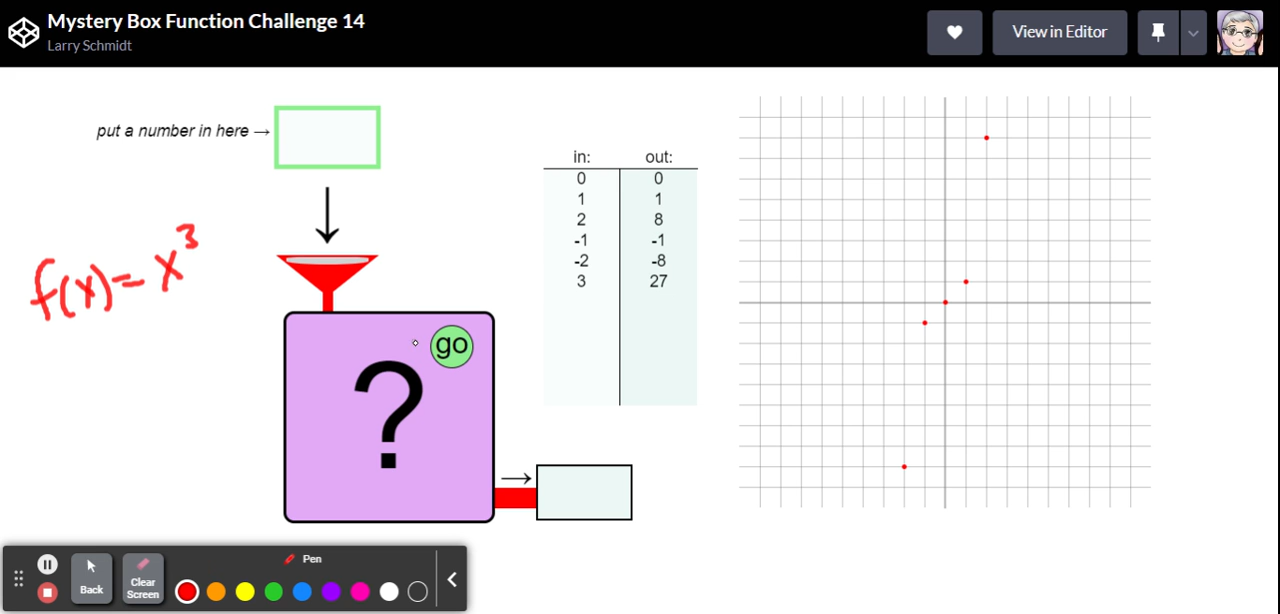 Mystery Box Function Challenge 14
Larry Schmidt
View in Editor
put a number in here →
in: out:
0 0
1 1
2 8
-1 -1
-2 -8
3 27
f(x)=x³
go
?
Pen
Back
Clear
Screen